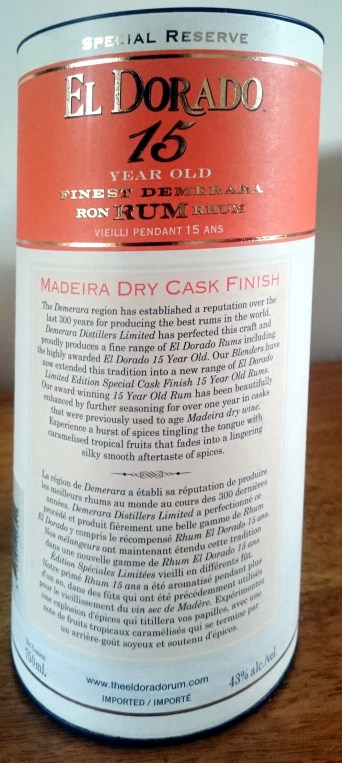 SPECIAL RESERVE
EL DORADO
15
YEAR OLD
FINEST DEMERARA
RON RUM RHUM
VIEILLI PENDANT 15 ANS
MADEIRA DRY CASK FINISH
The Demerara region has established a reputation over the
last 300 years for producing the best rums in the world.
Demerara Distillers Limited has perfected this craft and
proudly produces a fine range of El Dorado Rums including
the highly awarded El Dorado 15 Year Old. Our Blenders have
now extended this tradition into a new range of El Dorado
Limited Edition Special Cask Finish 15 Year Old Rums.
Our award winning 15 Year Old Rum has been beautifully
enhanced by further seasoning for over one year in casks
that were previously used to age Madeira dry wine.
Experience a burst of spices tingling the tongue with
caramelised tropical fruits that fades into a lingering
silky smooth aftertaste of spices.
La région de Demerara a établi sa réputation de produire
les meilleurs rhums au monde au cours des 300 dernières
années. Demerara Distillers Limited a perfectionné ce
procédé et produit fièrement une belle gamme de Rhum
El Dorado y compris le récompensé Rhum El Dorado 15 ans.
Nos mélangeurs ont maintenant étendu cette tradition
dans une nouvelle gamme de Rhum El Dorado 15 ans
Édition Spéciales Limitées vieilli en différents fût.
Notre primé Rhum 15 ans a été aromatisé pendant plus
d'un an, dans des fûts qui ont été précédemment utilisés
pour le vieillissement du vin sec de Madère. Expérimentez
une explosion d'épices qui titillera vos papilles, avec une
note de fruits tropicaux caramélisés qui se termine par
un arrière-goût soyeux et soutenu d'épices.
750mL
www.theeldoradorum.com
43% alc./vol.
IMPORTED / IMPORTÉ